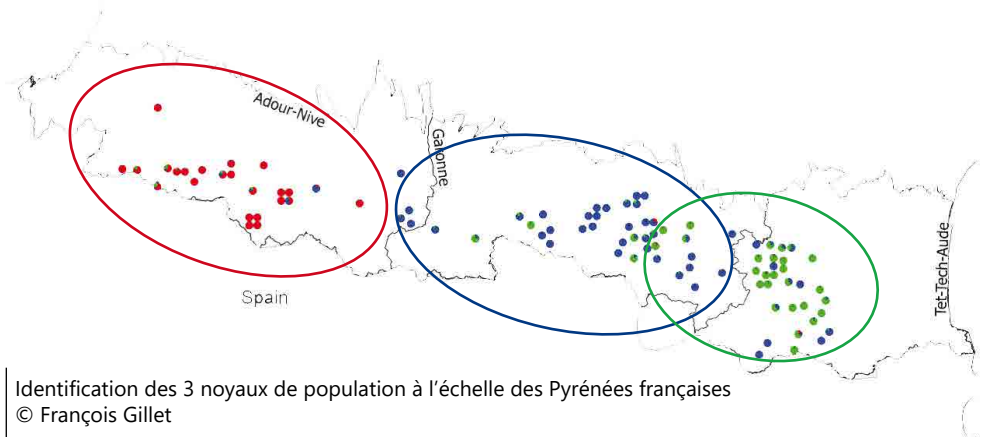 Adour-Nive
Garonne
Tet-Tech-Aude
Spain
Identification des 3 noyaux de population à l'échelle des Pyrénées françaises
© François Gillet